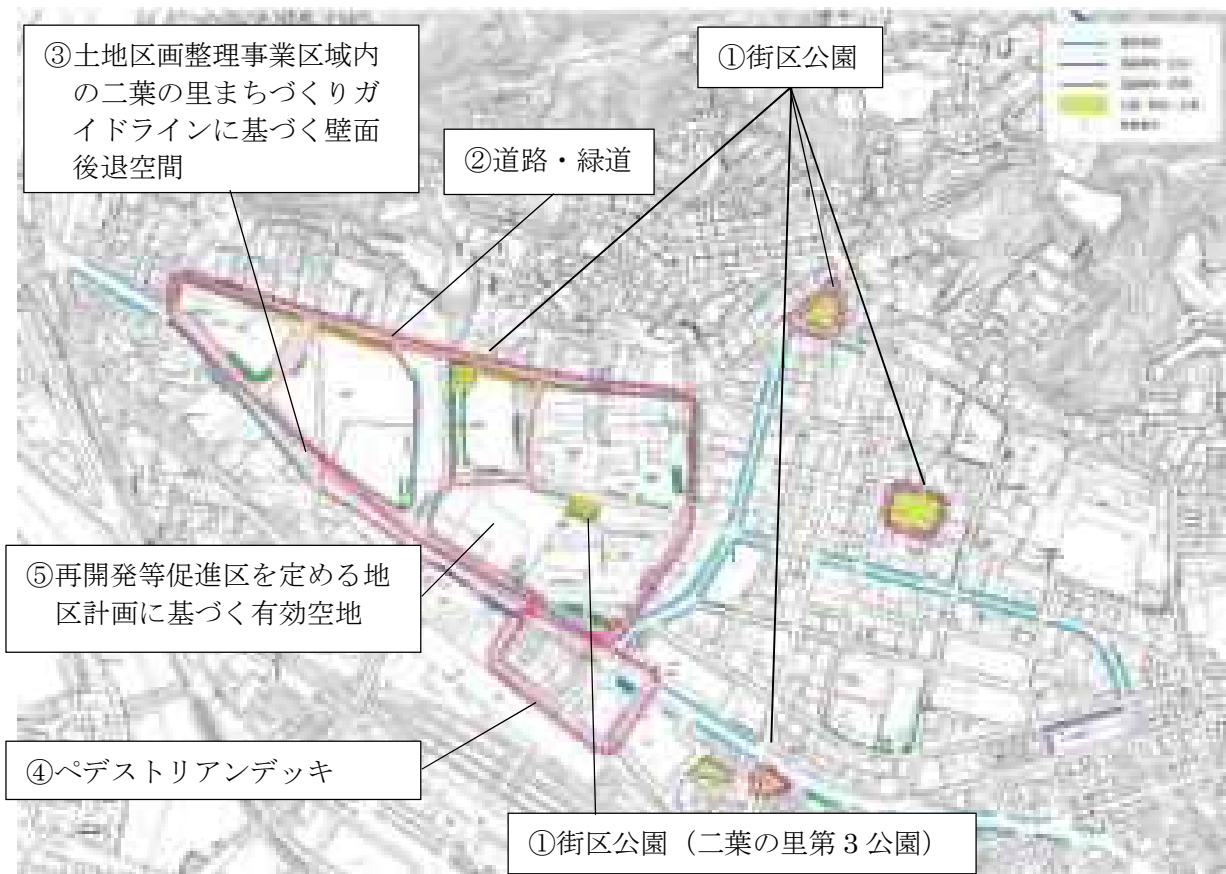 ③土地区画整理事業区域内
の二葉の里まちづくりガ
イドラインに基づく壁面
後退空間
①街区公園
②道路・緑道
⑤再開発等促進区を定める地
区計画に基づく有効空地
④ペデストリアンデッキ
①街区公園（二葉の里第3公園）